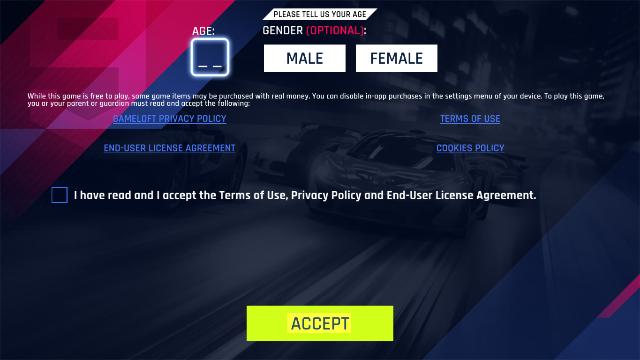 PLEASE TELL US YOUR AGE
AGE:
GENDER (OPTIONAL):
_ _
MALE
FEMALE
While this game is free to play, some game items may be purchased with real money. You can disable in-app purchases in the settings menu of your device. To play this game,
you or your parent or guardian must read and accept the following:
GAMELOFT PRIVACY POLICY
TERMS OF USE
END-USER LICENSE AGREEMENT
COOKIES POLICY
I have read and I accept the Terms of Use, Privacy Policy and End-User License Agreement.
ACCEPT